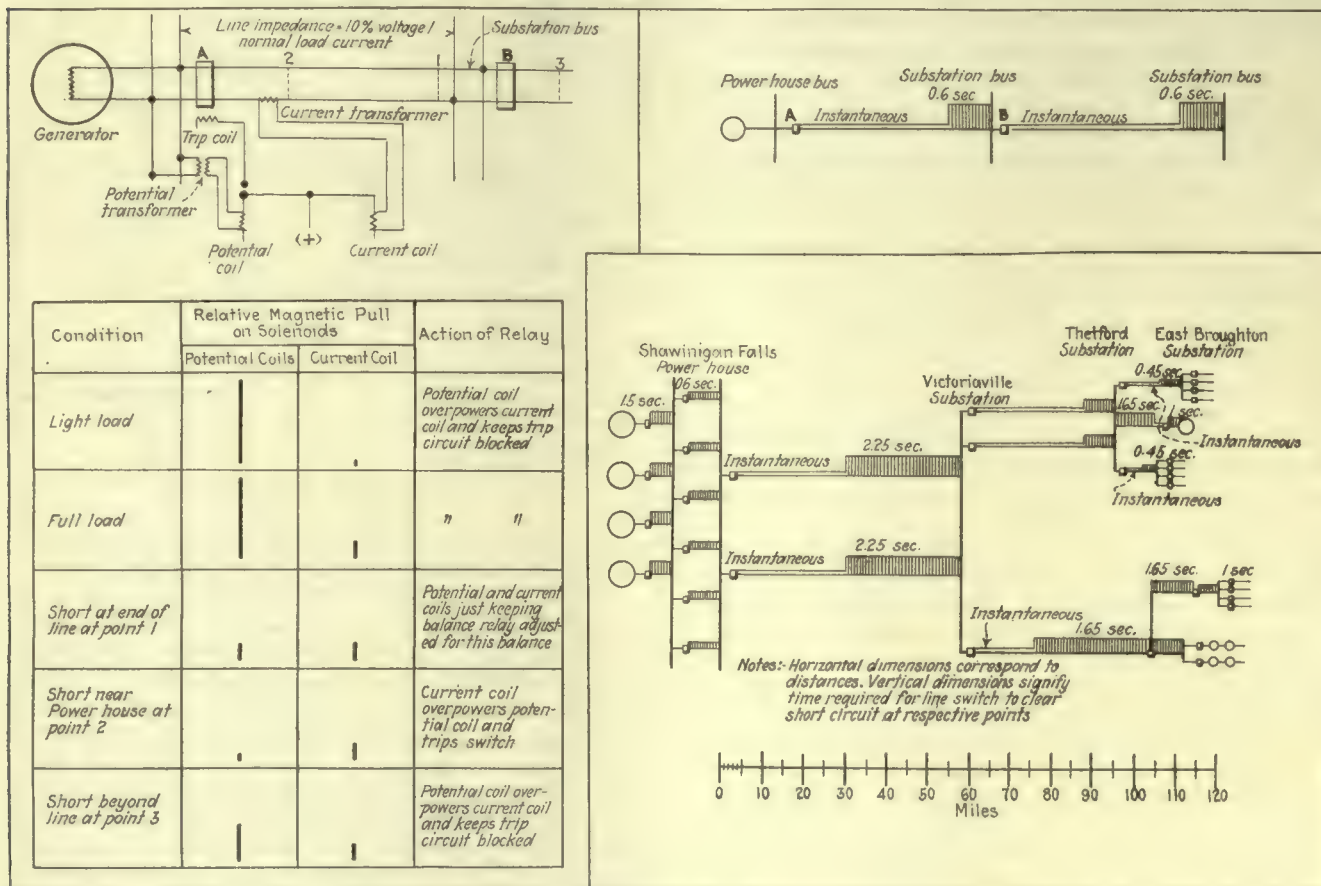 Line impedance = 10% voltage /
normal load current
Substation bus
A
2
1
B
3
Generator
Current transformer
Trip coil
Potential
transformer
(+)
Potential
coil
Current coil
Power house bus
Substation bus
0.6 sec
Substation bus
0.6 sec.
A
Instantaneous
B
Instantaneous
Condition
Relative Magnetic Pull
on Solenoids
Potential Coils
Current Coil
Action of Relay
Light load
Potential coil
overpowers current
coil and keeps trip
circuit blocked
Full load
" "
Short at end of
line at point 1
Potential and current
coils just keeping
balance relay adjust-
ed for this balance
Short near
Power house at
point 2
Current coil
overpowers poten-
tial coil and
trips switch
Short beyond
line at point 3
Potential coil over-
powers current coil
and keeps trip
circuit blocked
Shawinigan Falls
Power house
1.5 sec.
06 sec.
Instantaneous
2.25 sec.
Instantaneous
2.25 sec.
Victoriaville
Substation
Thetford
Substation
East Broughton
Substation
0.45 sec.
165 sec.
1 sec.
Instantaneous
0.45 sec.
Instantaneous
Instantaneous
1.65 sec.
1.65 sec.
1 sec
Notes:- Horizontal dimensions correspond to
distances. Vertical dimensions signify
time required for line switch to clear
short circuit at respective points
0 10 20 30 40 50 60 70 80 90 100 110 120
Miles